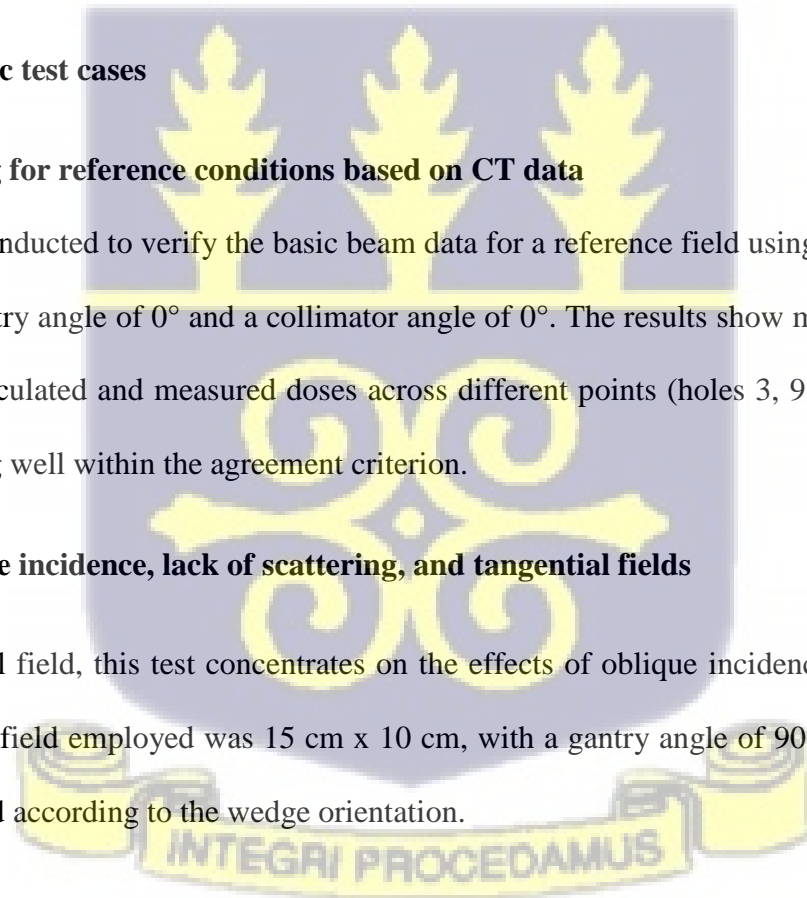 c test cases
for reference conditions based on CT data
nducted to verify the basic beam data for a reference field using
try angle of 0° and a collimator angle of 0°. The results show m
culated and measured doses across different points (holes 3, 9
well within the agreement criterion.
e incidence, lack of scattering, and tangential fields
l field, this test concentrates on the effects of oblique incidenc
field employed was 15 cm x 10 cm, with a gantry angle of 90
d according to the wedge orientation.
INTEGRI PROCEDAMUS